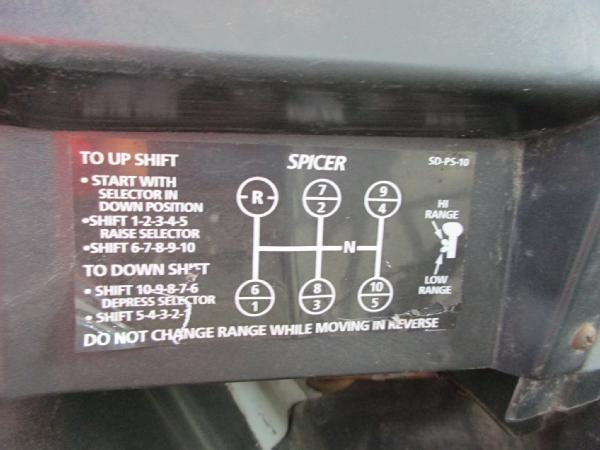 TO UP SHIFT
SPICER
SD-PS-10
• START WITH
SELECTOR IN
DOWN POSITION
•SHIFT 1-2-3-4-5
RAISE SELECTOR
•SHIFT 6-7-8-9-10
R
7
2
9
4
HI
RANGE
N
TO DOWN SHIFT
• SHIFT 10-9-8-7-6
DEPRESS SELECTOR
• SHIFT 5-4-3-2-
6
1
8
3
10
5
LOW
RANGE
DO NOT CHANGE RANGE WHILE MOVING IN REVERSE